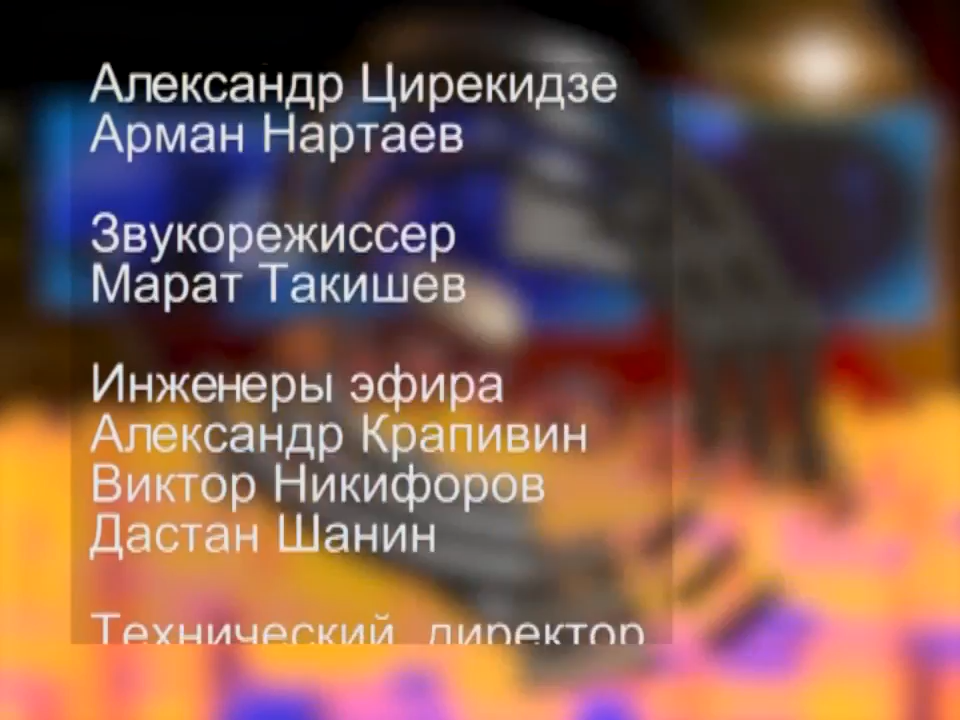 Александр Цирекидзе
Арман Нартаев
Звукорежиссер
Марат Такишев
Инженеры эфира
Александр Крапивин
Виктор Никифоров
Дастан Шанин
Технический директор